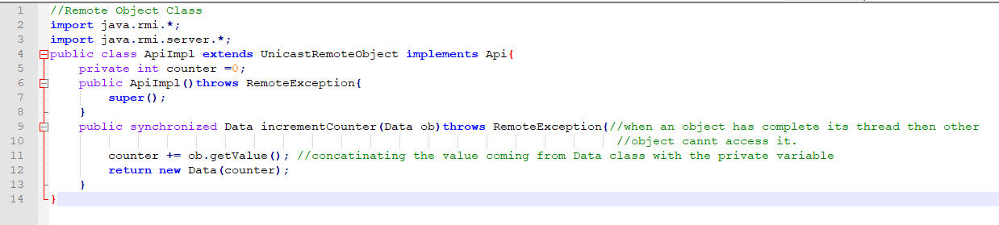 1 //Remote Object Class
2 import java.rmi.*;
3 import java.rmi.server.*;
4 public class ApiImpl extends UnicastRemoteObject implements Api{
5 private int counter =0;
6 public ApiImpl()throws RemoteException{
7 super();
8 }
9 public synchronized Data incrementCounter(Data ob)throws RemoteException{//when an object has complete its thread then other
10 //object cannt access it.
11 counter += ob.getValue(); //concatinating the value coming from Data class with the private variable
12 return new Data(counter);
13 }
14 }